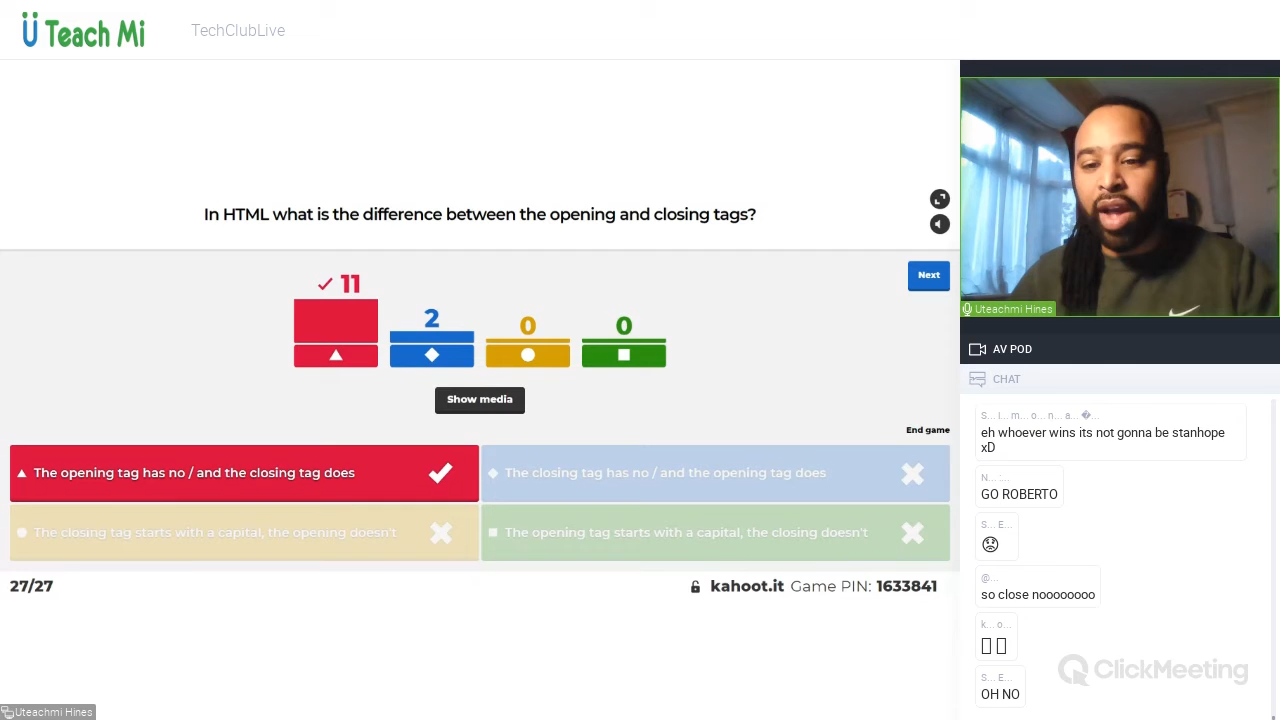 Ü Teach Mi
TechClubLive
In HTML what is the difference between the opening and closing tags?
Next
11
2
0
0
Show media
End game
The opening tag has no / and the closing tag does
The closing tag has no / and the opening tag does
The closing tag starts with a capital, the opening doesn't
The opening tag starts with a capital, the closing doesn't
27/27
kahoot.it Game PIN: 1633841
Uteachmi Hines
Uteachmi Hines
AV POD
CHAT
S... i... m... o... n... a...
eh whoever wins its not gonna be stanhope
xD
N... :...
GO ROBERTO
S... E...
@...
so close noooooooo
k... o...
S... E...
OH NO
ClickMeeting